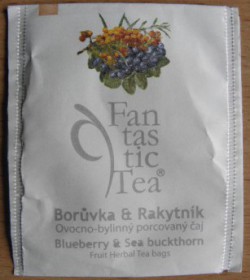 Fan
tas
tic
Tea®
Borůvka & Rakytník
Ovocno-bylinný porcovaný čaj
Blueberry & Sea buckthorn
Fruit Herbal Tea bags